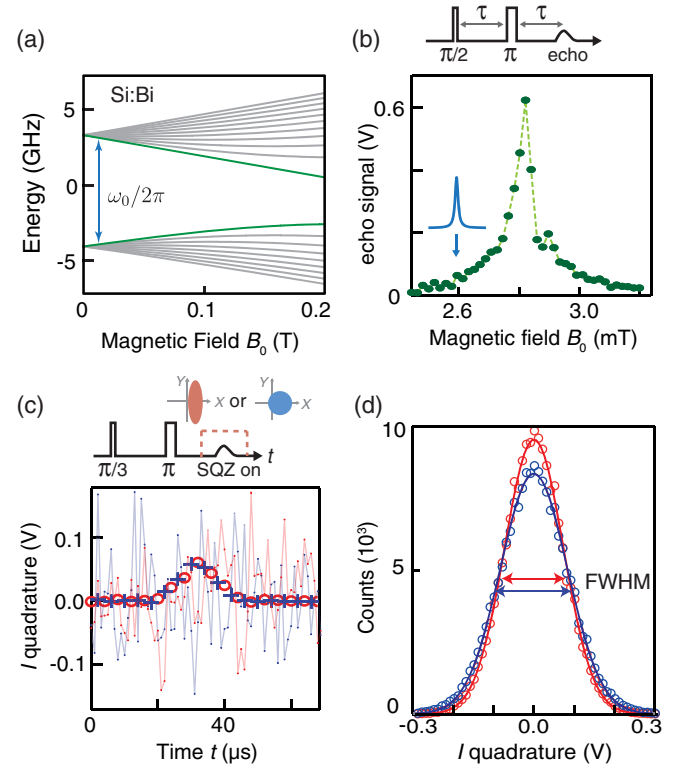 (a)
Si:Bi
5
0
-5
Energy (GHz)
ω₀/2π
0
0.1
0.2
Magnetic Field B₀ (T)
(b)
τ
τ
π/2
π
echo
0.6
0
echo signal (V)
2.6
3.0
Magnetic field B₀ (mT)
(c)
Y
X
or
Y
X
π/3
π
SQZ on
t
0.1
0.0
-0.1
I quadrature (V)
0
40
Time t (µs)
(d)
10
5
0
Counts (10³)
FWHM
-0.3
0.0
0.3
I quadrature (V)